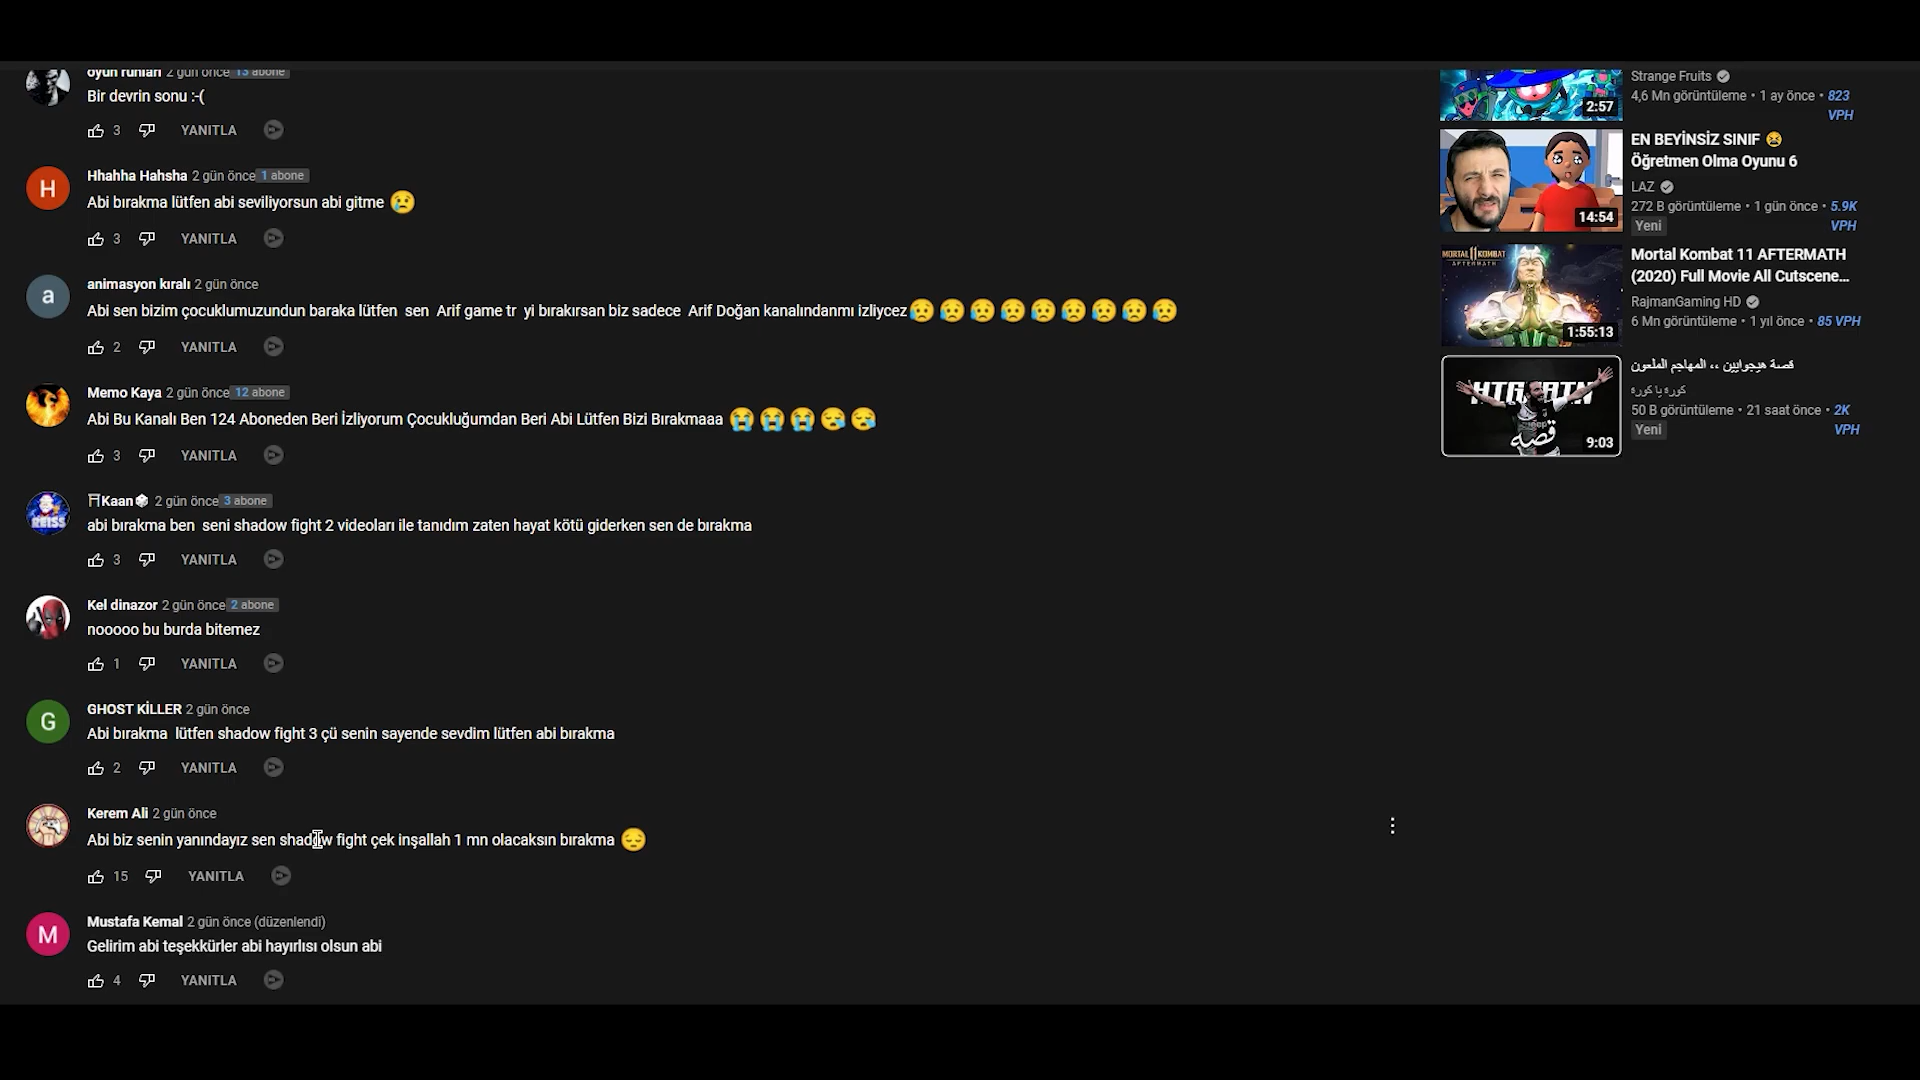 oyun runları 2 gün önce 13 abone
Bir devrin sonu :-(
3 YANITLA
Hhahha Hahsha 2 gün önce 1 abone
Abi bırakma lütfen abi seviliyorsun abi gitme 😢
3 YANITLA
animasyon kıralı 2 gün önce
Abi sen bizim çocuklumuzundun baraka lütfen sen Arif game tr yi bırakırsan biz sadece Arif Doğan kanalındanmı izliycez 😥😥😥😥😥😥😥😥😥
2 YANITLA
Memo Kaya 2 gün önce 12 abone
Abi Bu Kanalı Ben 124 Aboneden Beri İzliyorum Çocukluğumdan Beri Abi Lütfen Bizi Bırakmaaa 😭😭😭😪😪
3 YANITLA
⛩Kaan🎲 2 gün önce 3 abone
abi bırakma ben seni shadow fight 2 videoları ile tanıdım zaten hayat kötü giderken sen de bırakma
3 YANITLA
Kel dinazor 2 gün önce 2 abone
nooooo bu burda bitemez
1 YANITLA
GHOST KİLLER 2 gün önce
Abi bırakma lütfen shadow fight 3 çü senin sayende sevdim lütfen abi bırakma
2 YANITLA
Kerem Ali 2 gün önce
Abi biz senin yanındayız sen shadow fight çek inşallah 1 mn olacaksın bırakma 😔
15 YANITLA
Mustafa Kemal 2 gün önce (düzenlendi)
Gelirim abi teşekkürler abi hayırlısı olsun abi
4 YANITLA
2:57
Strange Fruits
4,6 Mn görüntüleme • 1 ay önce • 823
VPH
14:54
EN BEYİNSİZ SINIF 😫
Öğretmen Olma Oyunu 6
LAZ
272 B görüntüleme • 1 gün önce • 5.9K
VPH
Yeni
MORTAL KOMBAT 11
AFTERMATH
1:55:13
Mortal Kombat 11 AFTERMATH
(2020) Full Movie All Cutscene...
RajmanGaming HD
6 Mn görüntüleme • 1 yıl önce • 85 VPH
HIGUAIN
قصة
9:03
قصة هيجوايين ،، المهاجم الملعون
كورة يا كورة
50 B görüntüleme • 21 saat önce • 2K
VPH
Yeni